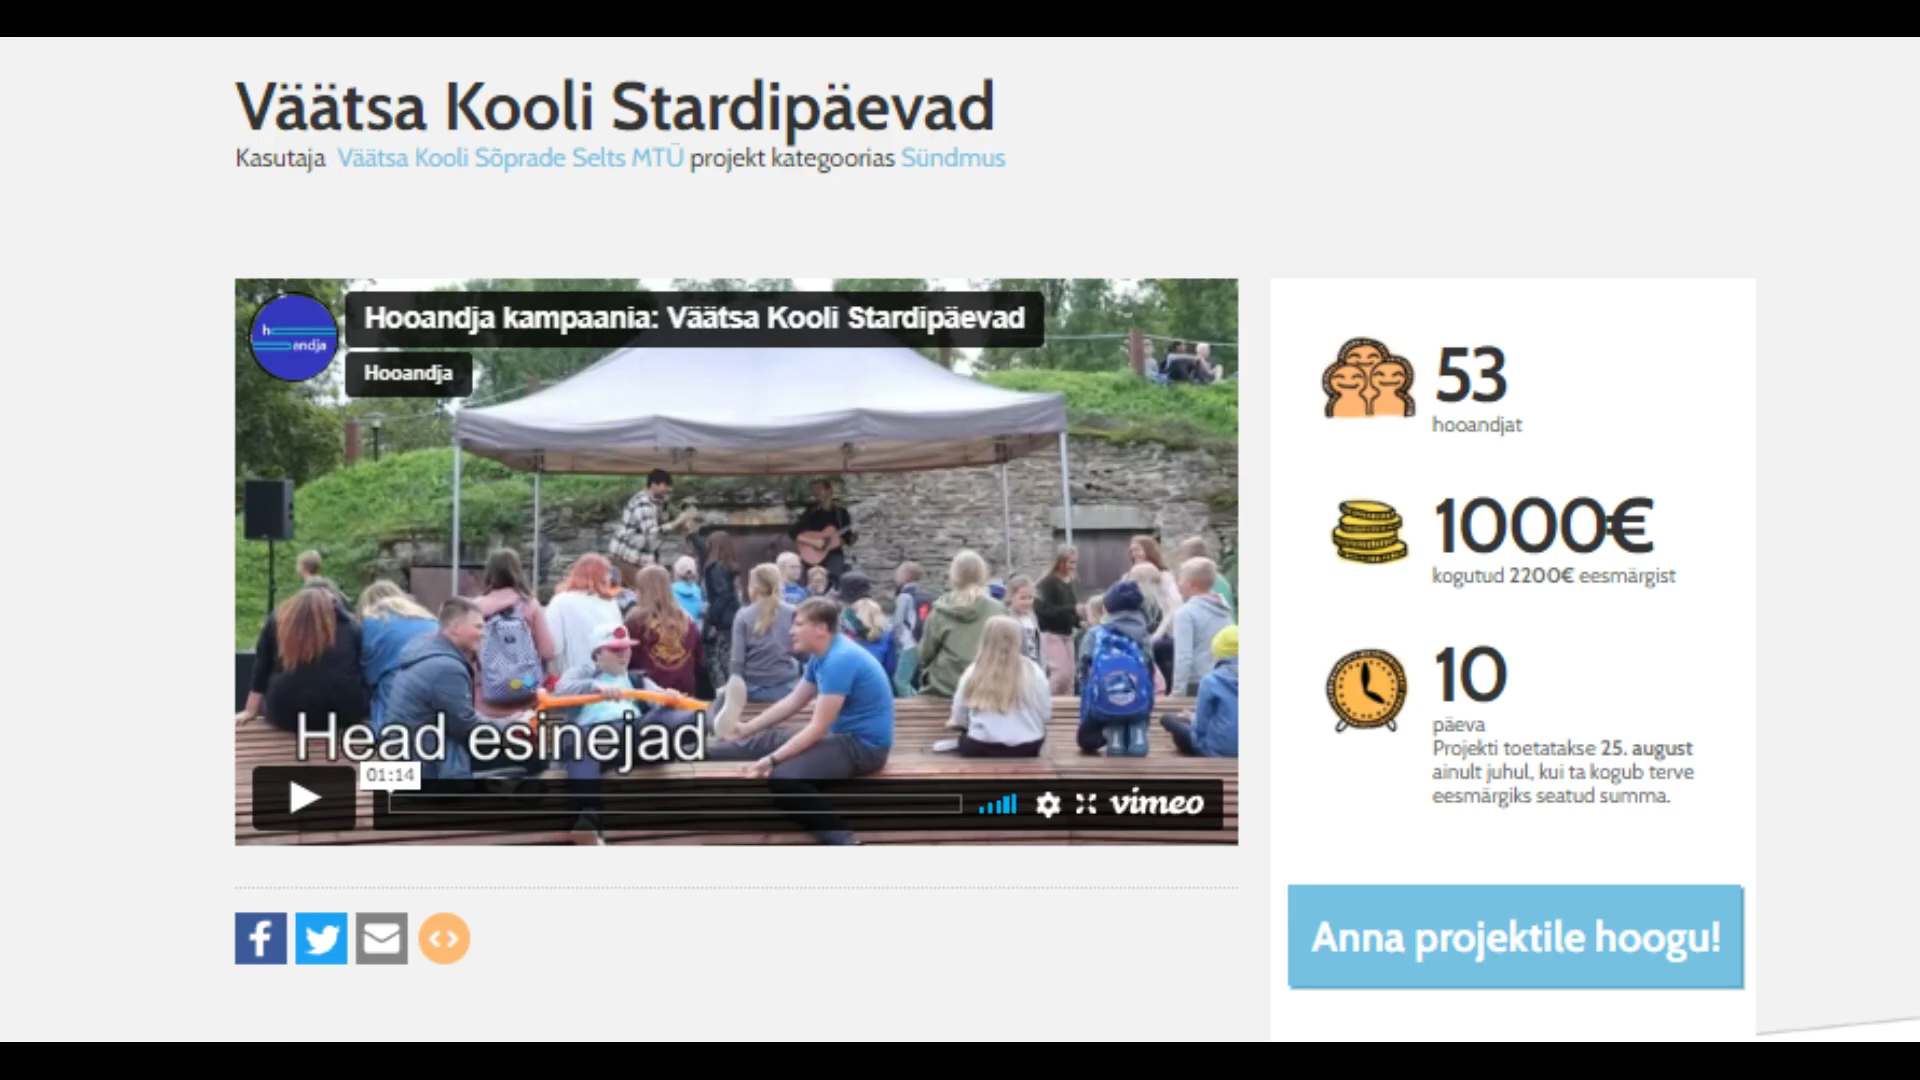 Väätsa Kooli Stardipäevad
Kasutaja Väätsa Kooli Sõprade Selts MTÜ projekt kategoorias Sündmus
h
andja
Hooandja kampaania: Väätsa Kooli Stardipäevad
Hooandja
Head esinejad
01:14
vimeo
53
hooandjat
1000€
kogutud 2200€ eesmärgist
10
päeva
Projekti toetatakse 25. august
ainult juhul, kui ta kogub terve
eesmärgiks seatud summa.
Anna projektile hoogu!